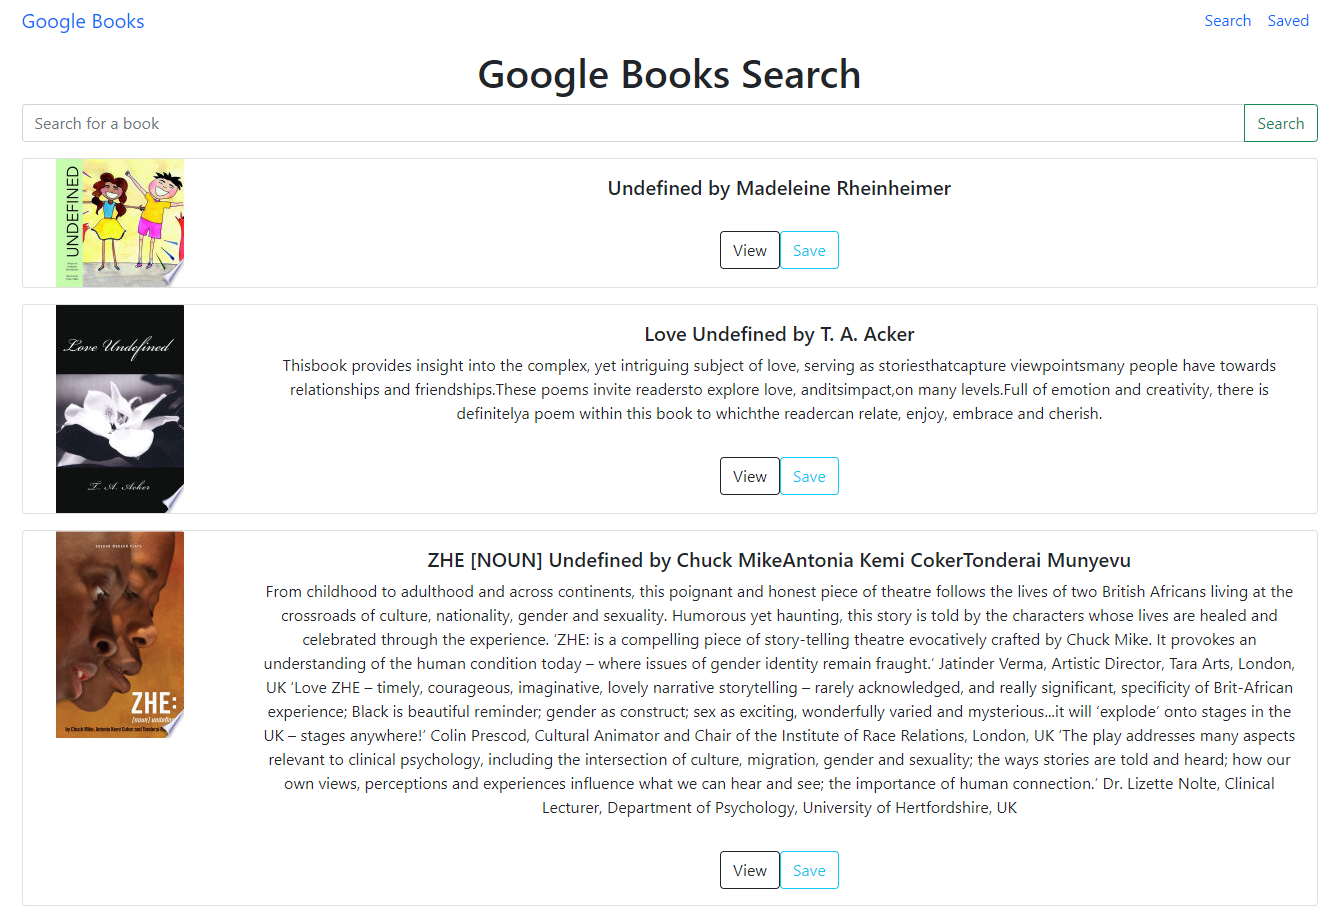 Google Books
Search Saved
Google Books Search
Search for a book
Search
UNDEFINED
Undefined by Madeleine Rheinheimer
View Save
Love Undefined
T. A. Acker
Love Undefined by T. A. Acker
Thisbook provides insight into the complex, yet intriguing subject of love, serving as storiesthatcapture viewpointsmany people have towards
relationships and friendships.These poems invite readersto explore love, anditsimpact,on many levels.Full of emotion and creativity, there is
definitelya poem within this book to whichthe readercan relate, enjoy, embrace and cherish.
View Save
OBERON MODERN PLAYS
ZHE:
[noun] undefine
by Chuck Mike, Antonia Kemi Coker and Tonderai
ZHE [NOUN] Undefined by Chuck MikeAntonia Kemi CokerTonderai Munyevu
From childhood to adulthood and across continents, this poignant and honest piece of theatre follows the lives of two British Africans living at the
crossroads of culture, nationality, gender and sexuality. Humorous yet haunting, this story is told by the characters whose lives are healed and
celebrated through the experience. ‘ZHE: is a compelling piece of story-telling theatre evocatively crafted by Chuck Mike. It provokes an
understanding of the human condition today – where issues of gender identity remain fraught.’ Jatinder Verma, Artistic Director, Tara Arts, London,
UK ‘Love ZHE – timely, courageous, imaginative, lovely narrative storytelling – rarely acknowledged, and really significant, specificity of Brit-African
experience; Black is beautiful reminder; gender as construct; sex as exciting, wonderfully varied and mysterious...it will ‘explode’ onto stages in the
UK – stages anywhere!’ Colin Prescod, Cultural Animator and Chair of the Institute of Race Relations, London, UK ‘The play addresses many aspects
relevant to clinical psychology, including the intersection of culture, migration, gender and sexuality; the ways stories are told and heard; how our
own views, perceptions and experiences influence what we can hear and see; the importance of human connection.’ Dr. Lizette Nolte, Clinical
Lecturer, Department of Psychology, University of Hertfordshire, UK
View Save